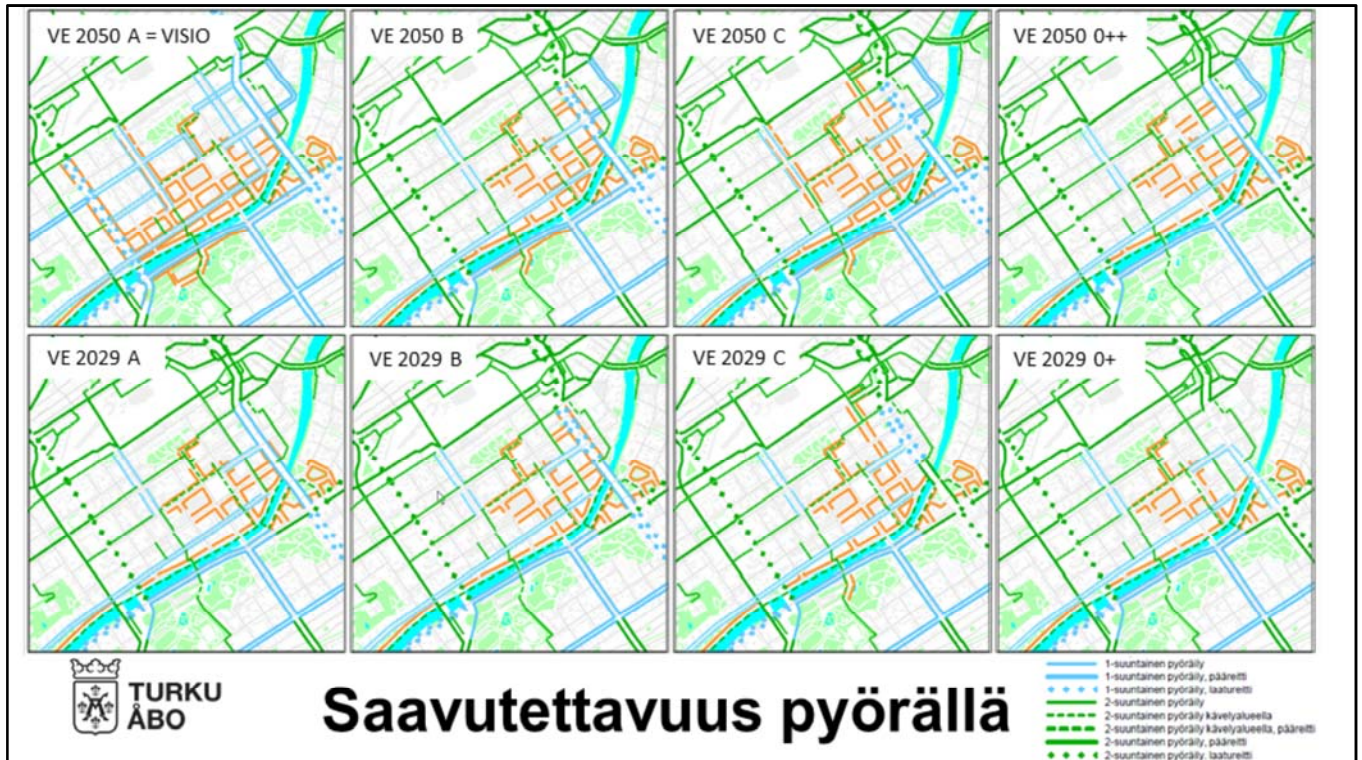 VE 2050 A = VISIO
VE 2050 B
VE 2050 C
VE 2050 0++
VE 2029 A
VE 2029 B
VE 2029 C
VE 2029 0+
TURKU
ÅBO
Saavutettavuus pyörällä
1-suuntainen pyöräily
1-suuntainen pyöräily, pääreitti
1-suuntainen pyöräily, laatureitti
2-suuntainen pyöräily
2-suuntainen pyöräily kävelyalueella
2-suuntainen pyöräily kävelyalueella, pääreitti
2-suuntainen pyöräily, pääreitti
2-suuntainen pyöräily, laatureitti